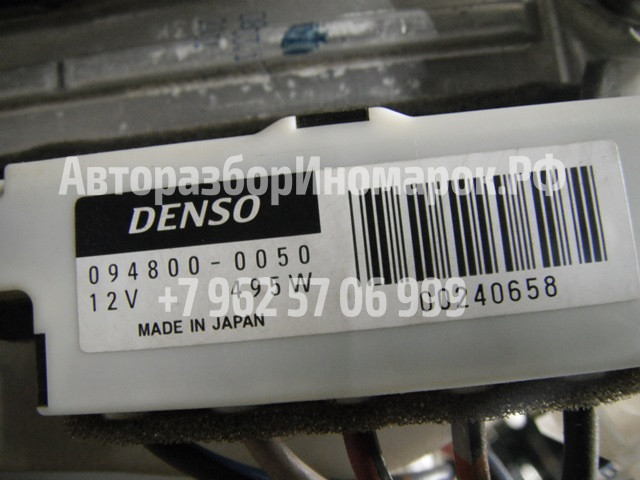 АвторазборИномарок.РФ
DENSO
094800-0050
12V 495W
+7 962 57 06 989
MADE IN JAPAN
00240658